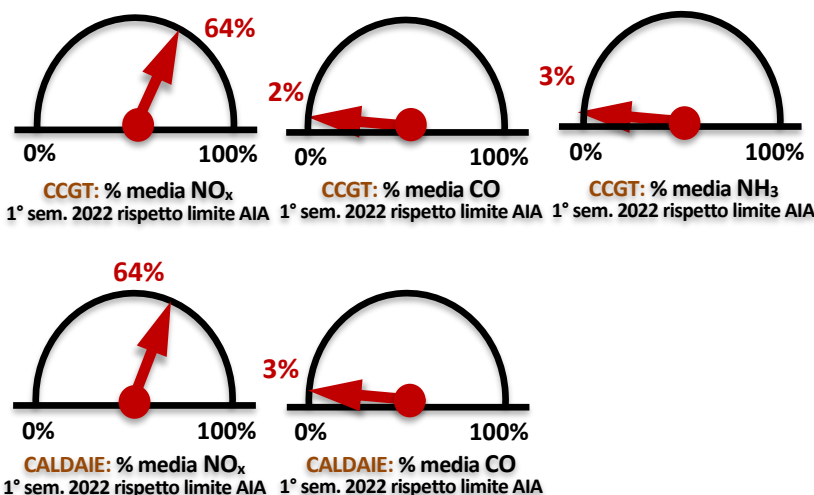 64%
0% 100%
CCGT: % media NOx
1° sem. 2022 rispetto limite AIA
2%
0% 100%
CCGT: % media CO
1° sem. 2022 rispetto limite AIA
3%
0% 100%
CCGT: % media NH3
1° sem. 2022 rispetto limite AIA
64%
0% 100%
CALDAIE: % media NOx
1° sem. 2022 rispetto limite AIA
3%
0% 100%
CALDAIE: % media CO
1° sem. 2022 rispetto limite AIA